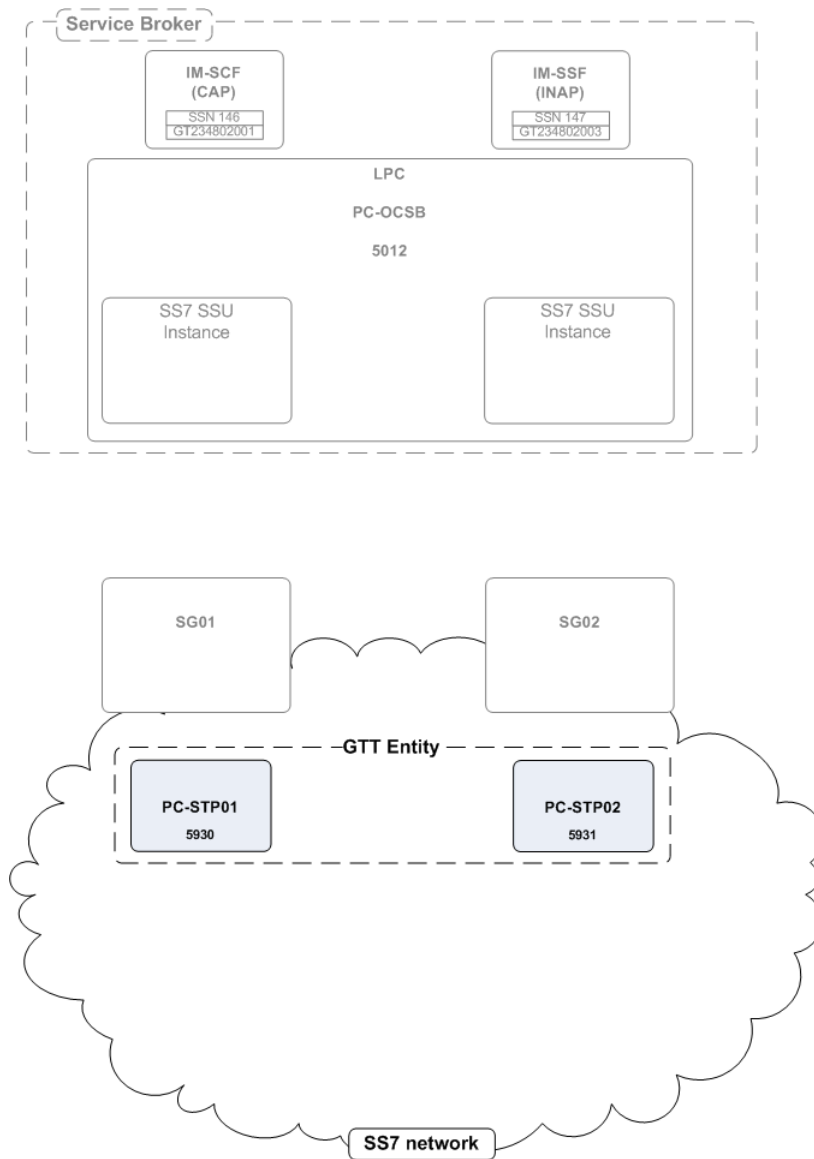 Service Broker
IM-SCF
(CAP)
SSN 146
GT234802001
IM-SSF
(INAP)
SSN 147
GT234802003
LPC
PC-OCSB
5012
SS7 SSU
Instance
SS7 SSU
Instance
SG01
SG02
GTT Entity
PC-STP01
5930
PC-STP02
5931
SS7 network